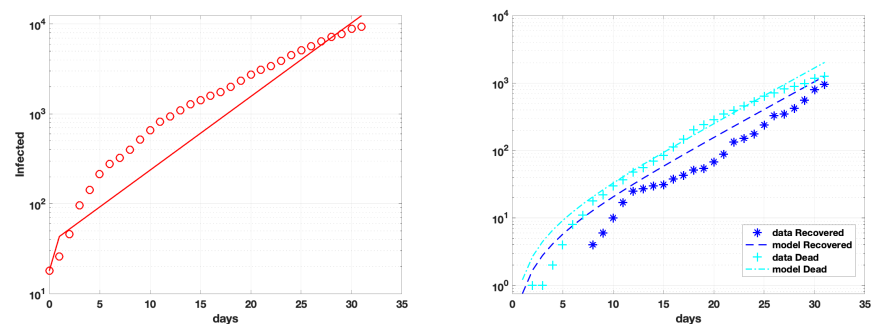 10^4
10^3
10^2
10^1
Infected
0 5 10 15 20 25 30 35
days
10^4
10^3
10^2
10^1
10^0
data Recovered
model Recovered
data Dead
model Dead
0 5 10 15 20 25 30 35
days